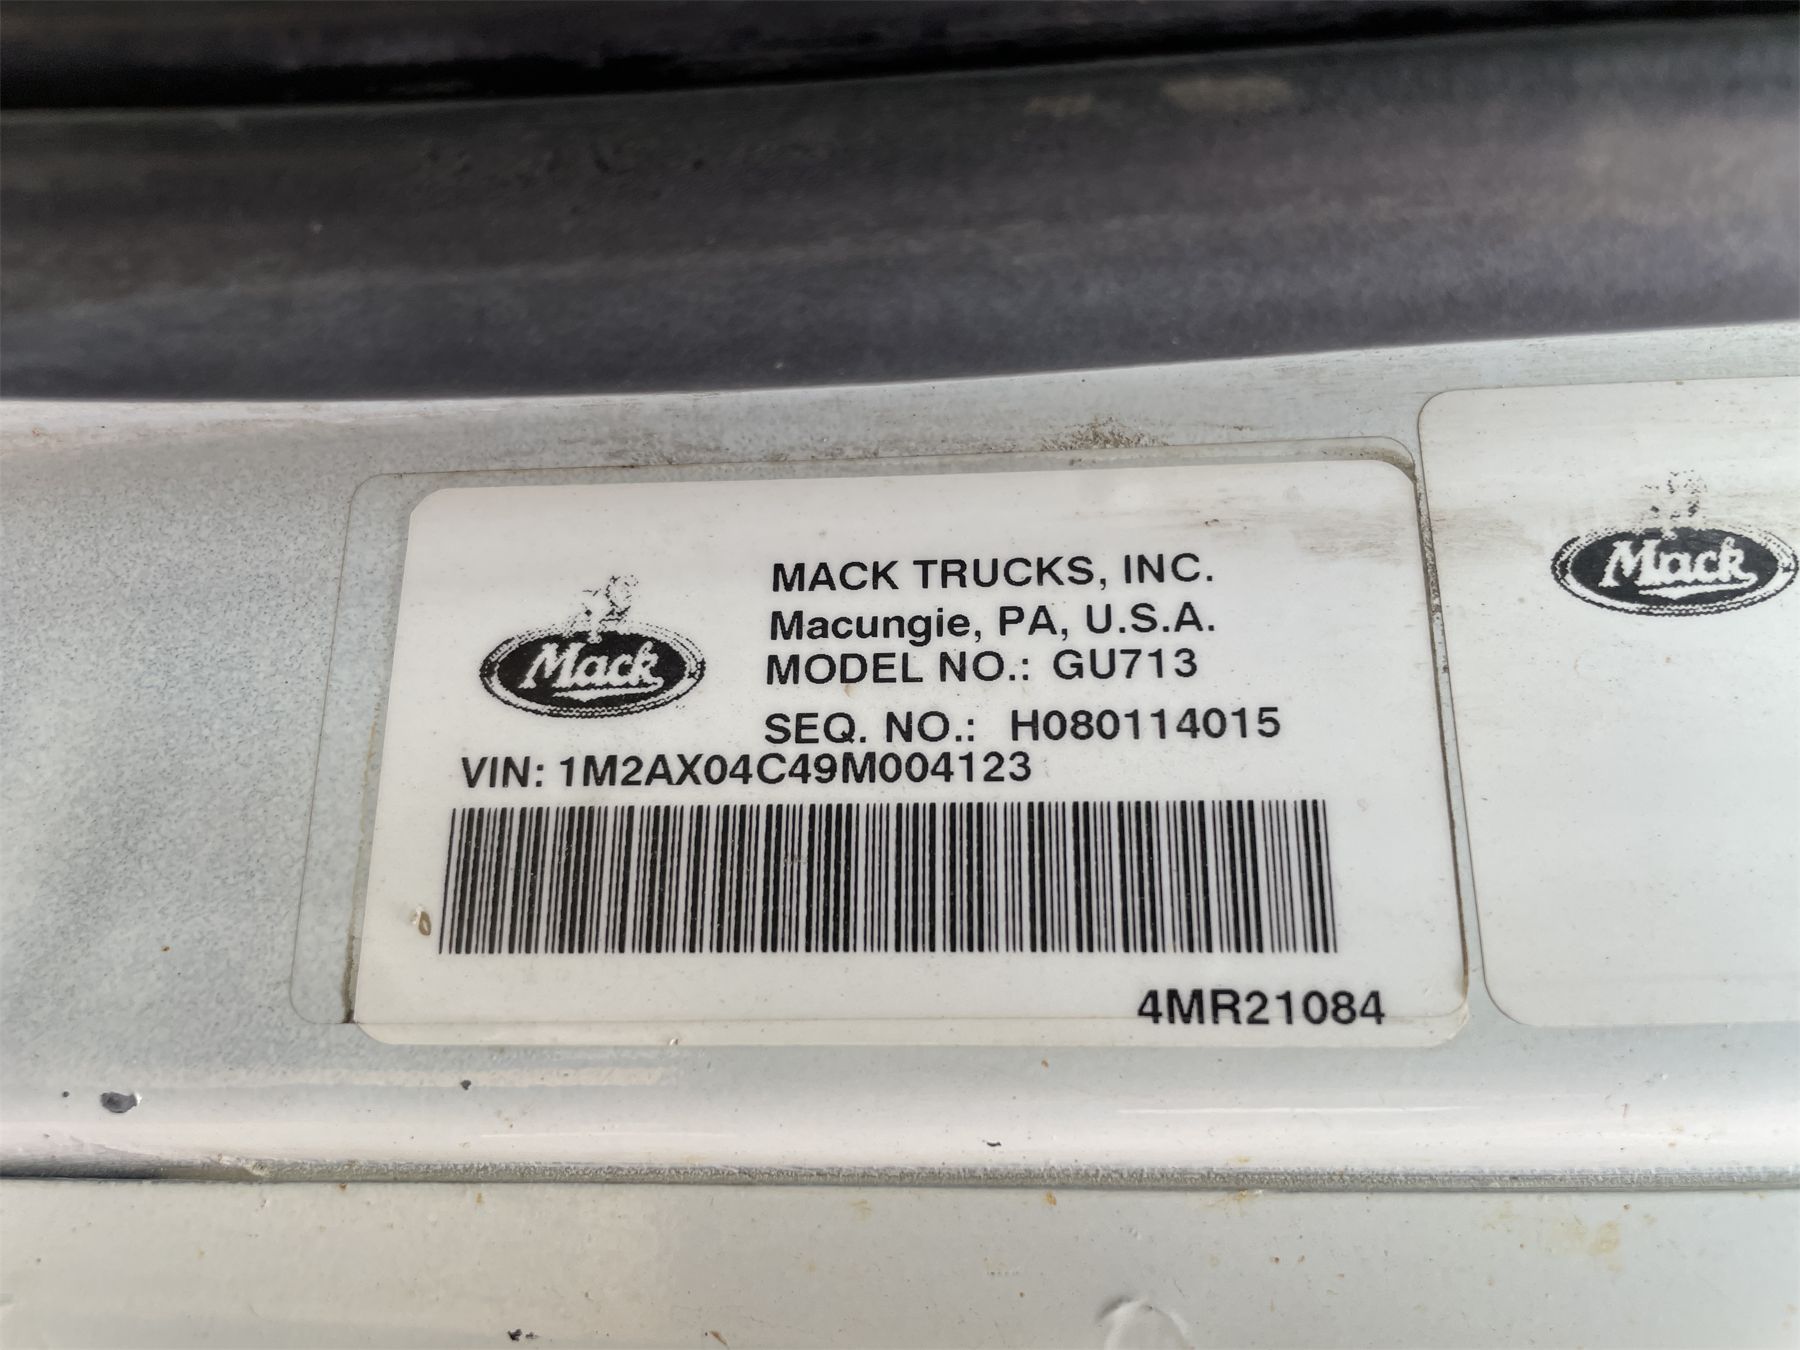 MACK TRUCKS, INC.
Macungie, PA, U.S.A.
MODEL NO.: GU713
SEQ. NO.: H080114015
VIN: 1M2AX04C49M004123
4MR21084
Mack
Mack